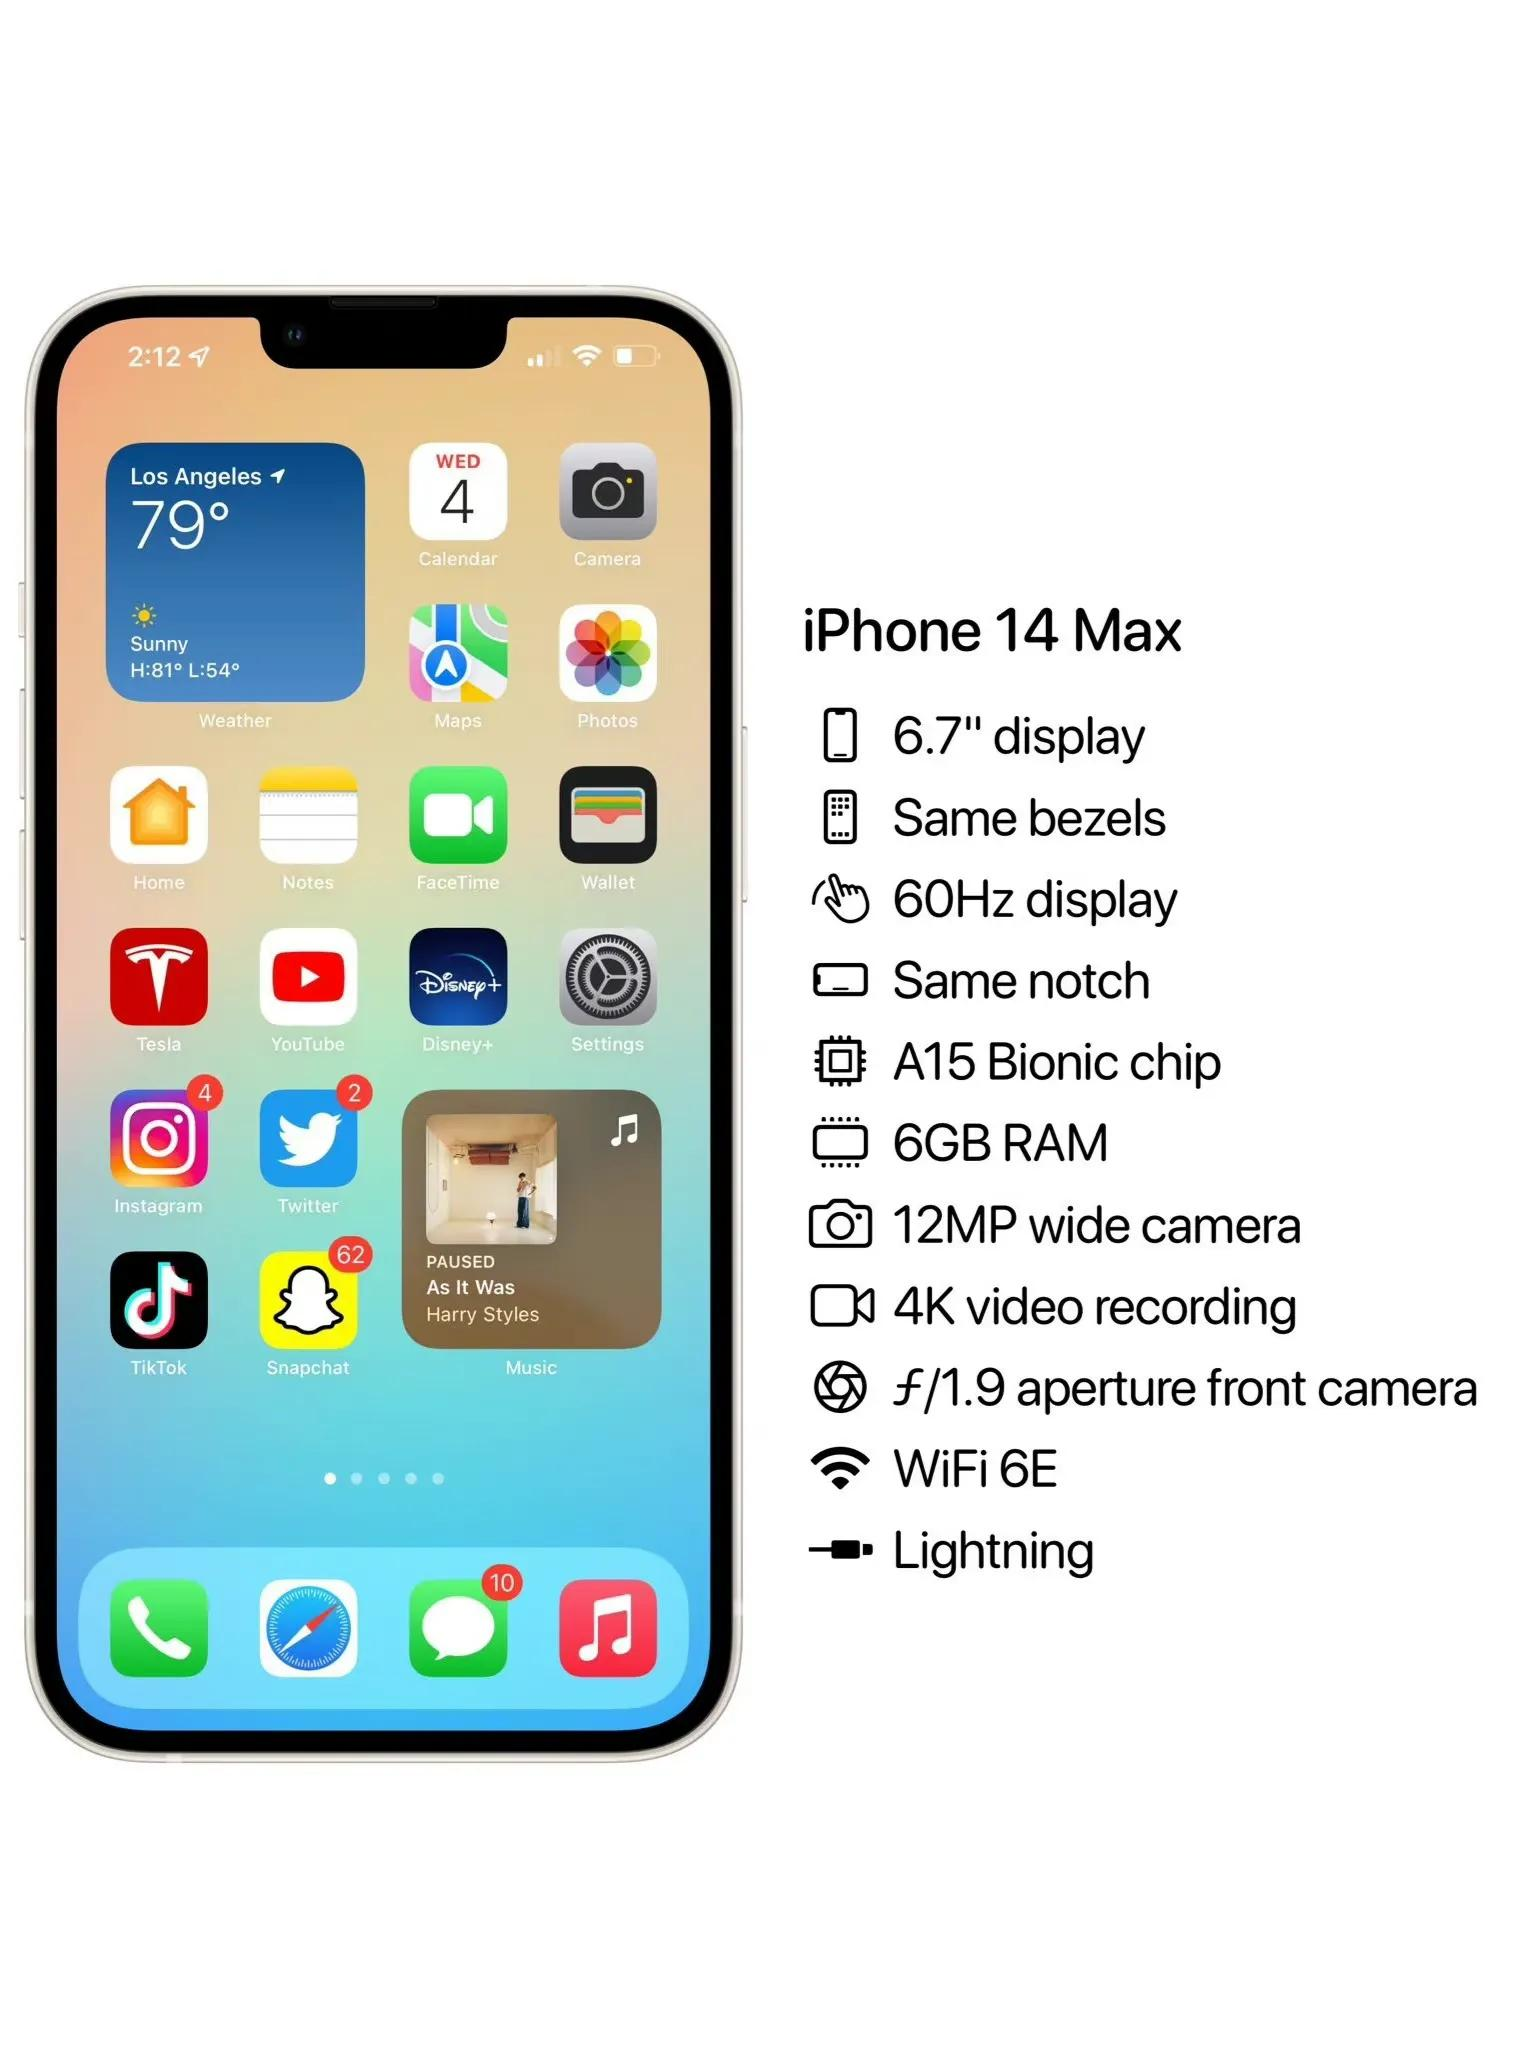 2:12
Los Angeles
79°
Sunny
H:81° L:54°
Weather
WED
4
Calendar
Camera
Maps
Photos
Home
Notes
FaceTime
Wallet
Tesla
YouTube
Disney+
Disney+
Settings
4
Instagram
2
Twitter
PAUSED
As It Was
Harry Styles
Music
TikTok
62
Snapchat
10
iPhone 14 Max
6.7" display
Same bezels
60Hz display
Same notch
A15 Bionic chip
6GB RAM
12MP wide camera
4K video recording
ƒ/1.9 aperture front camera
WiFi 6E
Lightning